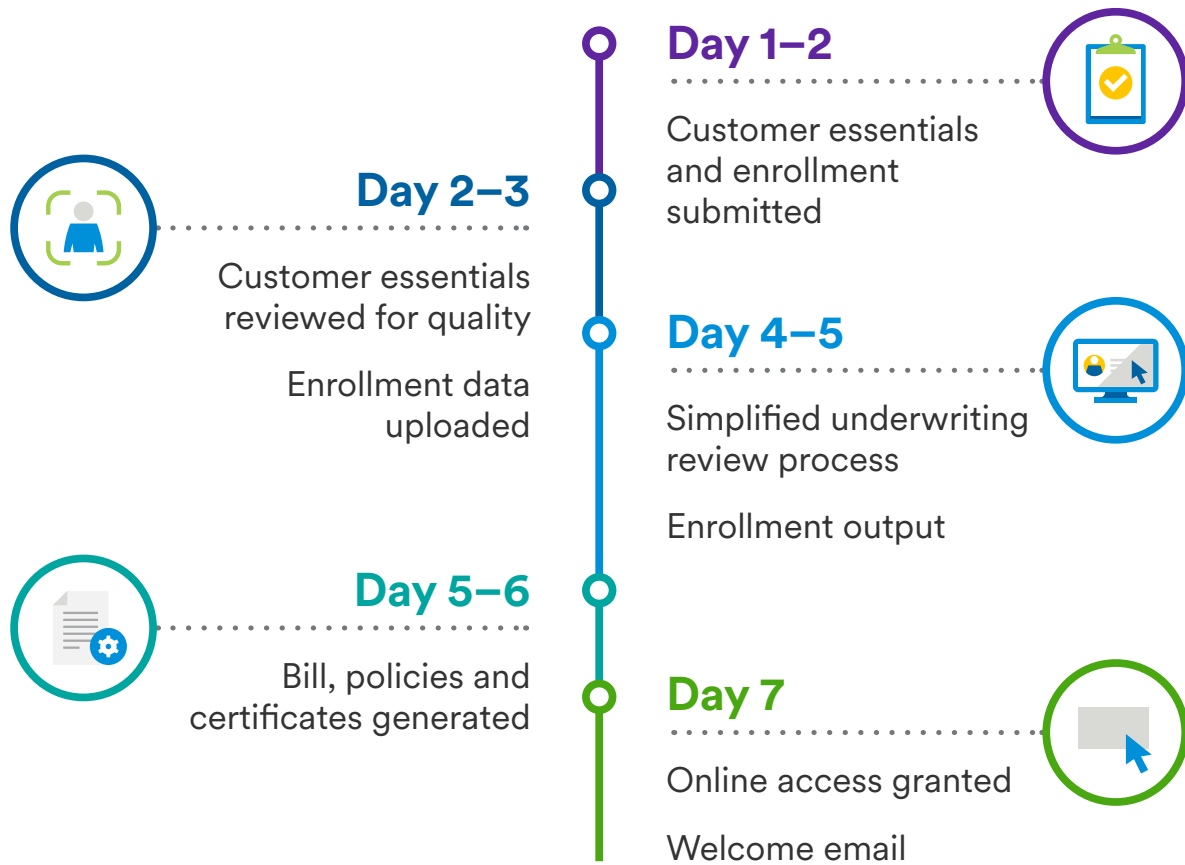 Day 1–2
Customer essentials
and enrollment
submitted
Day 2–3
Customer essentials
reviewed for quality
Enrollment data
uploaded
Day 4–5
Simplified underwriting
review process
Enrollment output
Day 5–6
Bill, policies and
certificates generated
Day 7
Online access granted
Welcome email